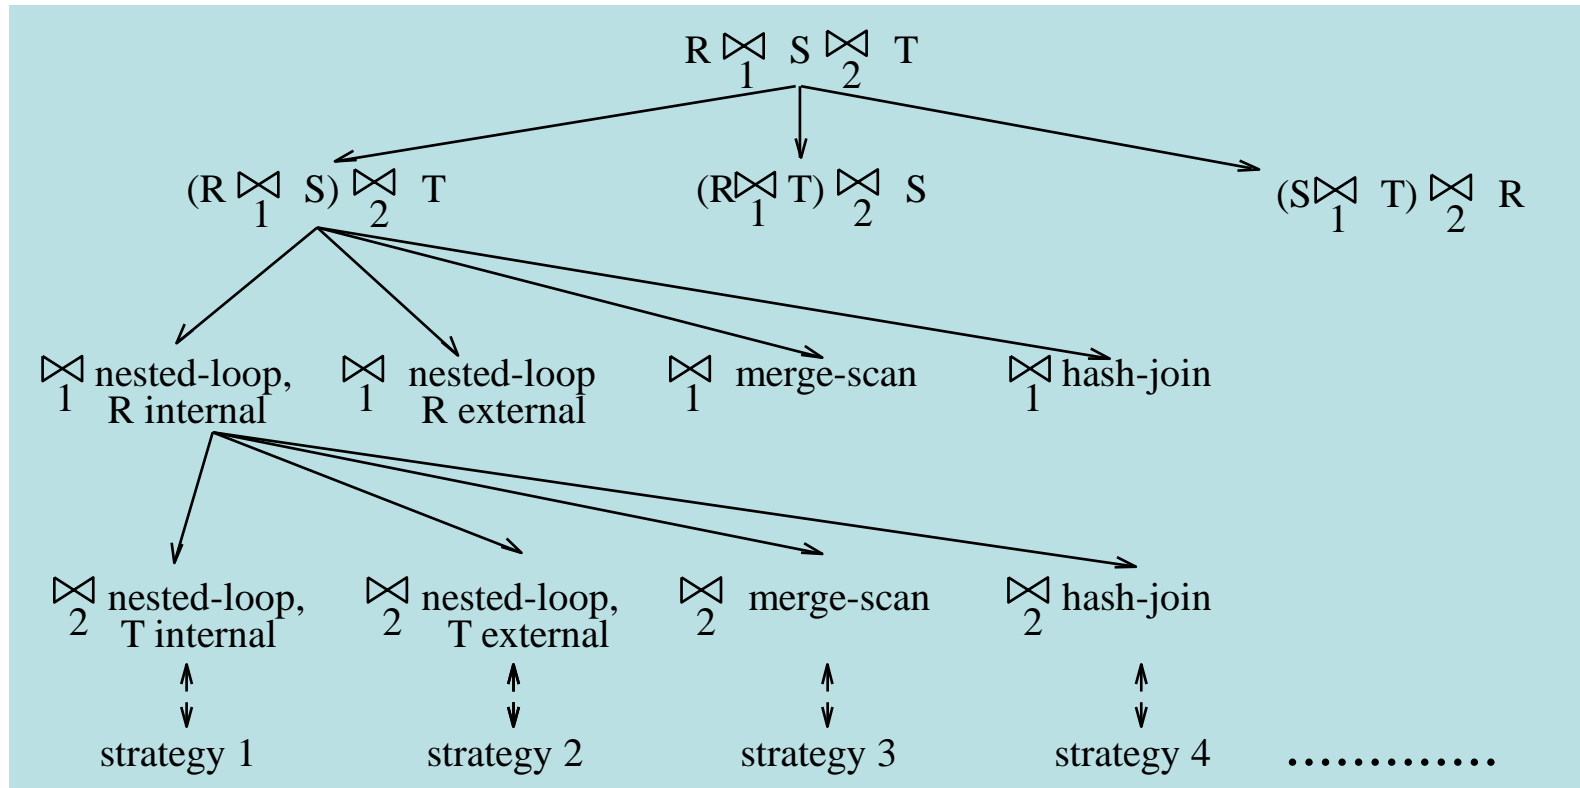 R ⋈1 S ⋈2 T
(R ⋈1 S) ⋈2 T
(R⋈1 T) ⋈2 S
(S⋈1 T) ⋈2 R
⋈1 nested-loop,
R internal
⋈1 nested-loop
R external
⋈1 merge-scan
⋈1 hash-join
⋈2 nested-loop,
T internal
⋈2 nested-loop,
T external
⋈2 merge-scan
⋈2 hash-join
strategy 1
strategy 2
strategy 3
strategy 4
.............